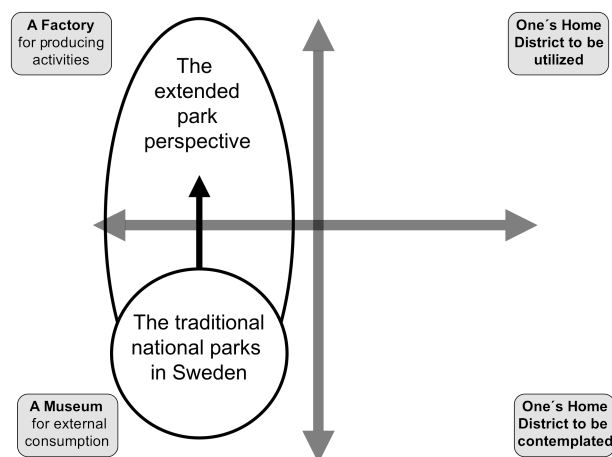 A Factory
for producing
activities
One´s Home
District to be
utilized
The
extended
park
perspective
The traditional
national parks
in Sweden
A Museum
for external
consumption
One´s Home
District to be
contemplated